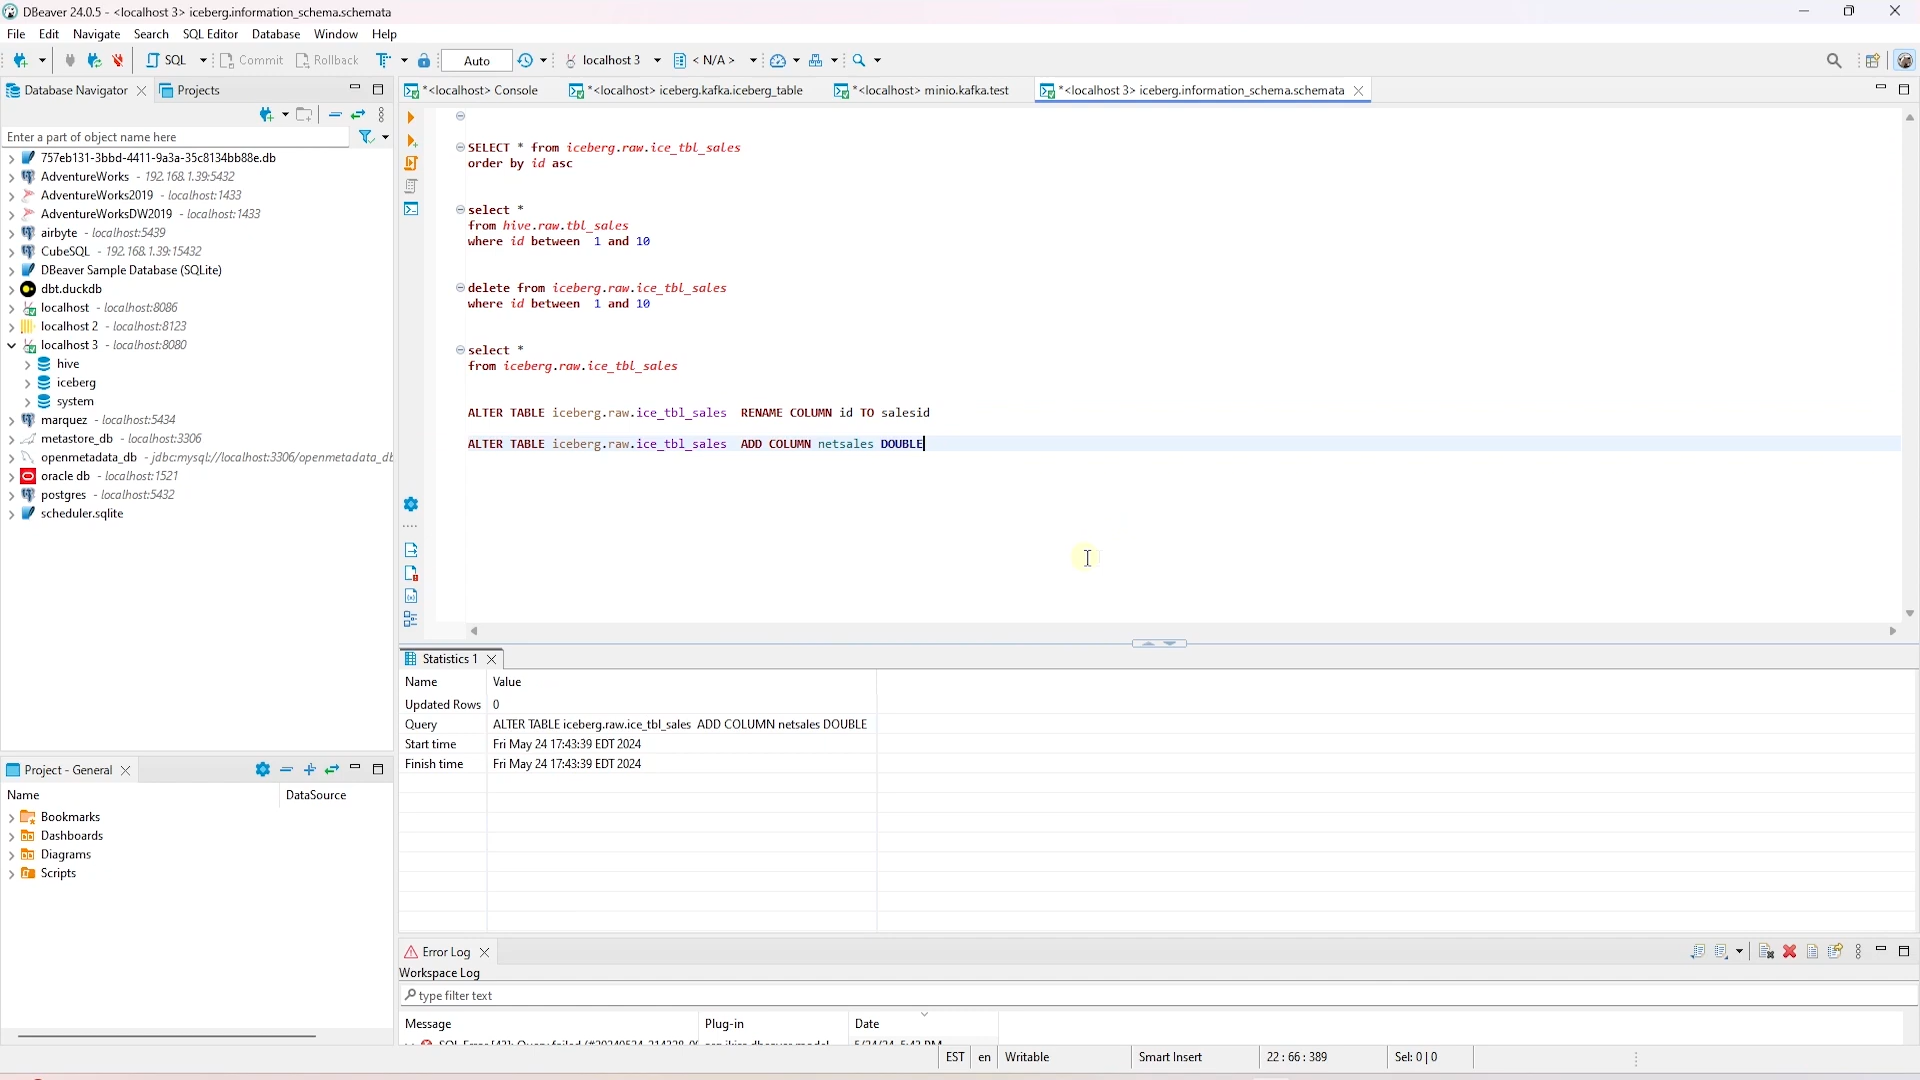 DBeaver 24.0.5 - <localhost 3> iceberg.information_schema.schemata
File Edit Navigate Search SQL Editor Database Window Help
SQL Commit Rollback Auto localhost 3 < N/A >
Database Navigator Projects
*<localhost> Console *<localhost> iceberg.kafka.iceberg_table *<localhost> minio.kafka.test *<localhost 3> iceberg.information_schema.schemata
Enter a part of object name here
757eb131-3bbd-4411-9a3a-35c8134bb88e.db
AdventureWorks - 192.168.1.39:5432
AdventureWorks2019 - localhost:1433
AdventureWorksDW2019 - localhost:1433
airbyte - localhost:5439
CubeSQL - 192.168.1.39:15432
DBeaver Sample Database (SQLite)
dbt.duckdb
localhost - localhost:8086
localhost 2 - localhost:8123
localhost 3 - localhost:8080
hive
iceberg
system
marquez - localhost:5434
metastore_db - localhost:3306
openmetadata_db - jdbc:mysql://localhost:3306/openmetadata_dt
oracle db - localhost:1521
postgres - localhost:5432
scheduler.sqlite
SELECT * from iceberg.raw.ice_tbl_sales
order by id asc
select *
from hive.raw.tbl_sales
where id between 1 and 10
delete from iceberg.raw.ice_tbl_sales
where id between 1 and 10
select *
from iceberg.raw.ice_tbl_sales
ALTER TABLE iceberg.raw.ice_tbl_sales RENAME COLUMN id TO salesid
ALTER TABLE iceberg.raw.ice_tbl_sales ADD COLUMN netsales DOUBLE
Statistics 1
Name Value
Updated Rows 0
Query ALTER TABLE iceberg.raw.ice_tbl_sales ADD COLUMN netsales DOUBLE
Start time Fri May 24 17:43:39 EDT 2024
Finish time Fri May 24 17:43:39 EDT 2024
Project - General
Name DataSource
Bookmarks
Dashboards
Diagrams
Scripts
Error Log
Workspace Log
type filter text
Message Plug-in Date
EST en Writable Smart Insert 22 : 66 : 389 Sel: 0 | 0